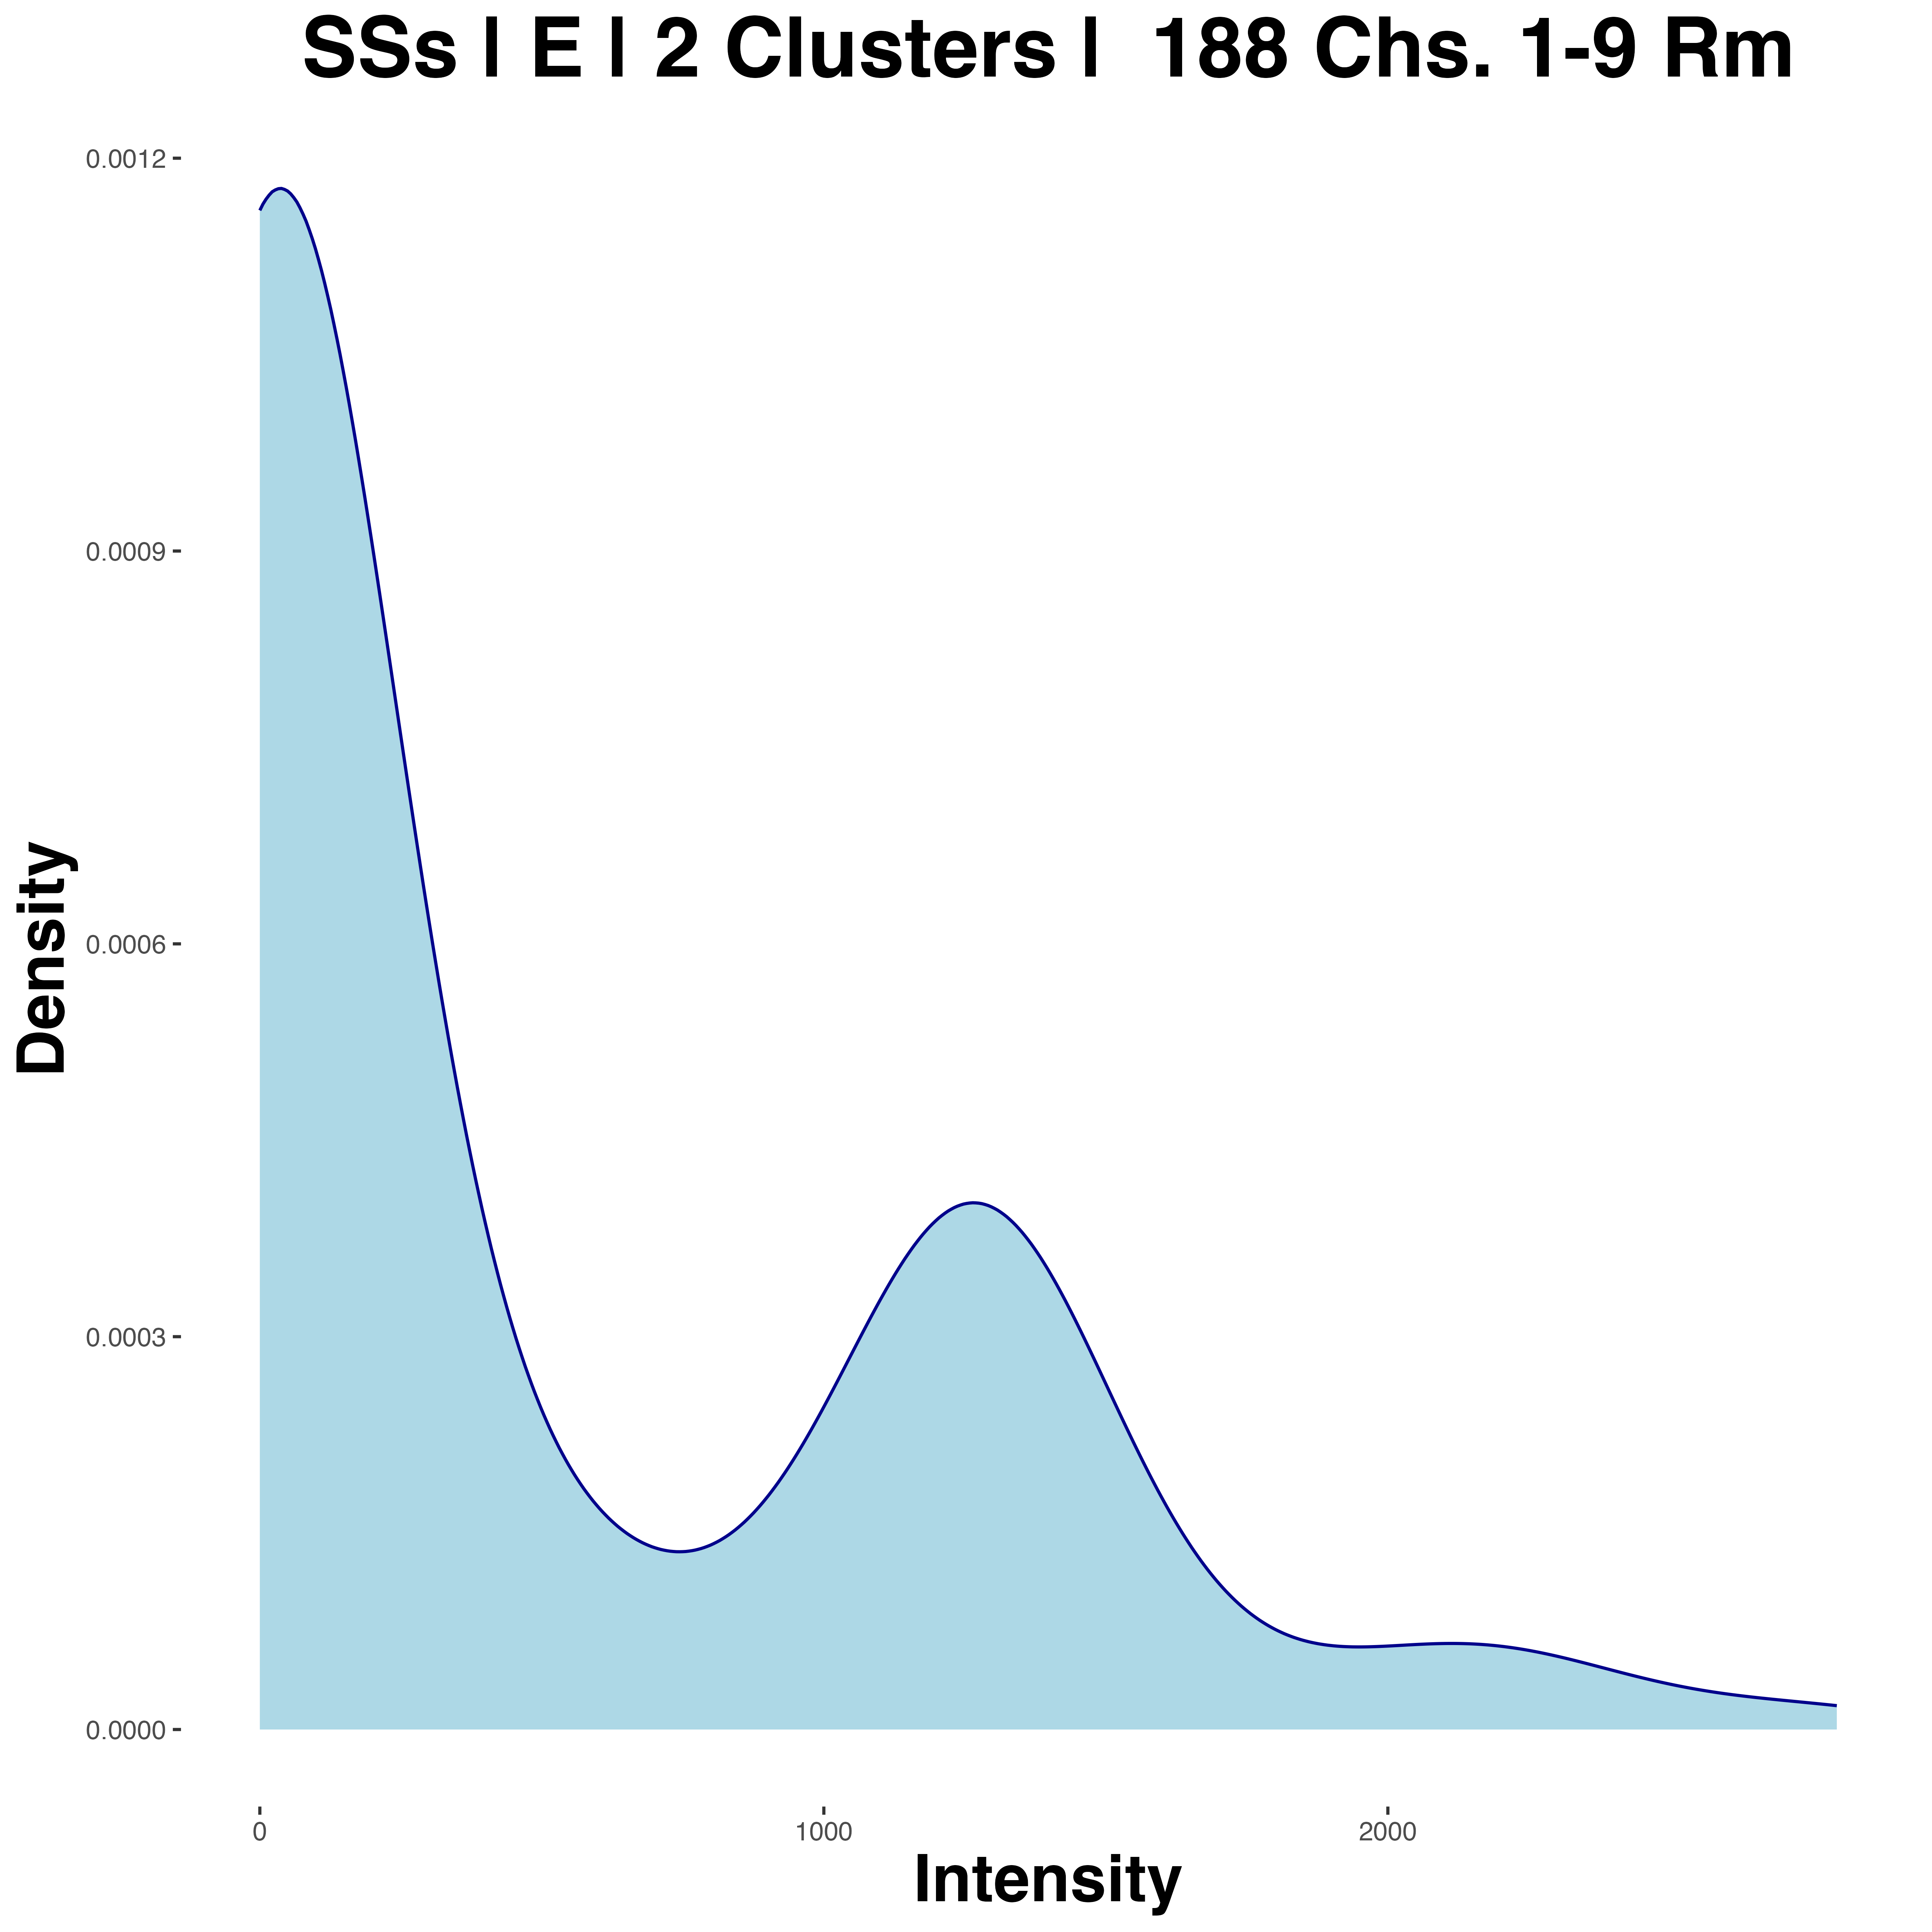 SSs | E | 2 Clusters |  188 Chs. 1-9 Rm
0.0012
0.0009
0.0006
0.0003
0.0000
Density
0
1000
2000
Intensity